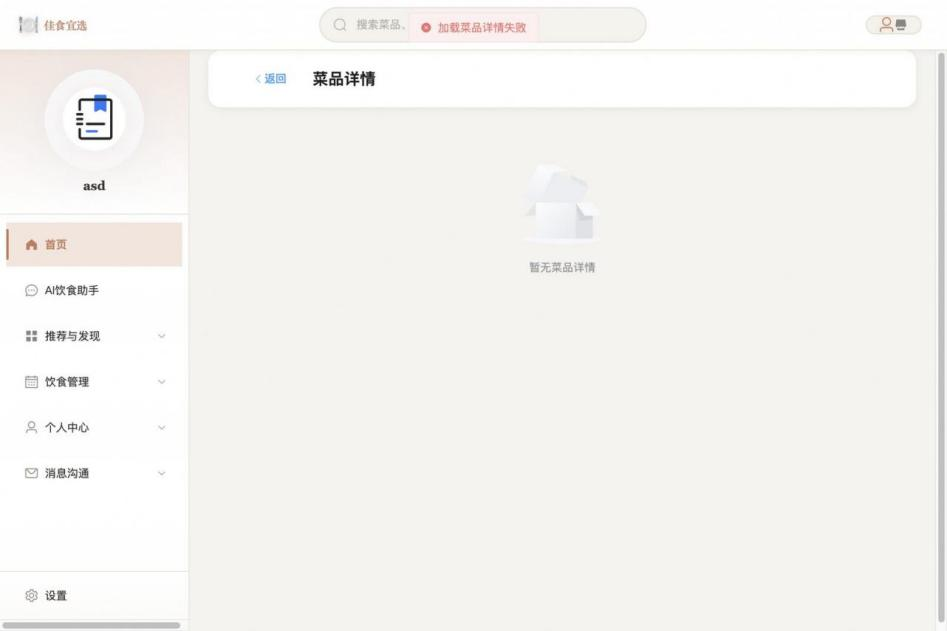 佳食宜选
搜索菜品、
加载菜品详情失败
asd
首页
AI饮食助手
推荐与发现
饮食管理
个人中心
消息沟通
设置
返回
菜品详情
暂无菜品详情